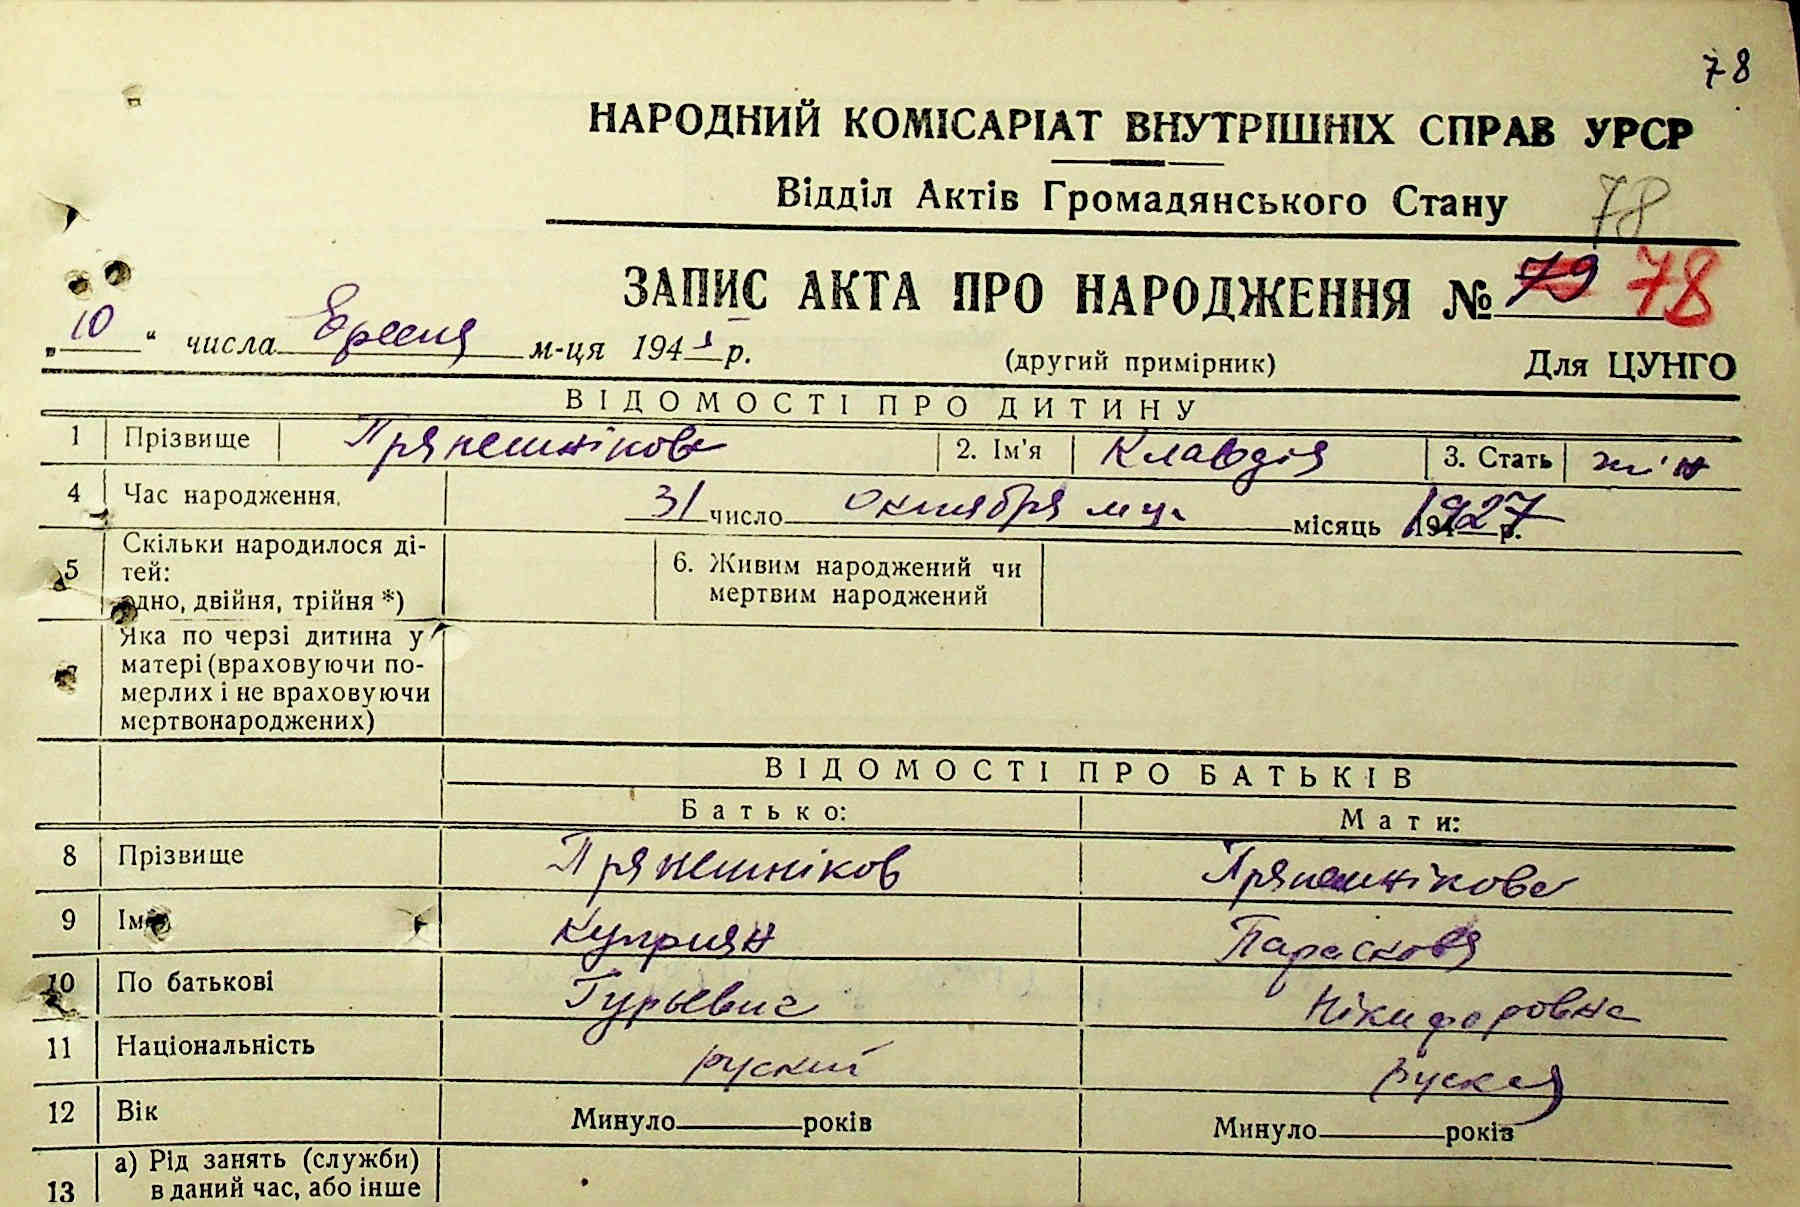 78
НАРОДНИЙ КОМІСАРІАТ ВНУТРІШНІХ СПРАВ УРСР
Відділ Актів Громадянського Стану 78
ЗАПИС АКТА ПРО НАРОДЖЕННЯ № 79 78
„10“ числа Вресня м-ця 1941 р. (другий примірник) Для ЦУНГО
ВІДОМОСТІ ПРО ДИТИНУ
1 Прізвище Прянешнікова 2. Ім'я Клавдія 3. Стать ж'н
4 Час народження. 31 число октября м-ця місяць 1927 р.
5 Скільки народилося дітей: одно, двійня, трійня *) 6. Живим народжений чи мертвим народжений
7 Яка по черзі дитина у матері (враховуючи померлих і не враховуючи мертвонароджених)
ВІДОМОСТІ ПРО БАТЬКІВ
Батько: Мати:
8 Прізвище Прянешніков Прянешнікова
9 Ім Куприян Парасковя
10 По батькові Гурьевич Нікифоровна
11 Національність руский руская
12 Вік Минуло років Минуло років
13 а) Рід занять (служби) в даний час, або інше